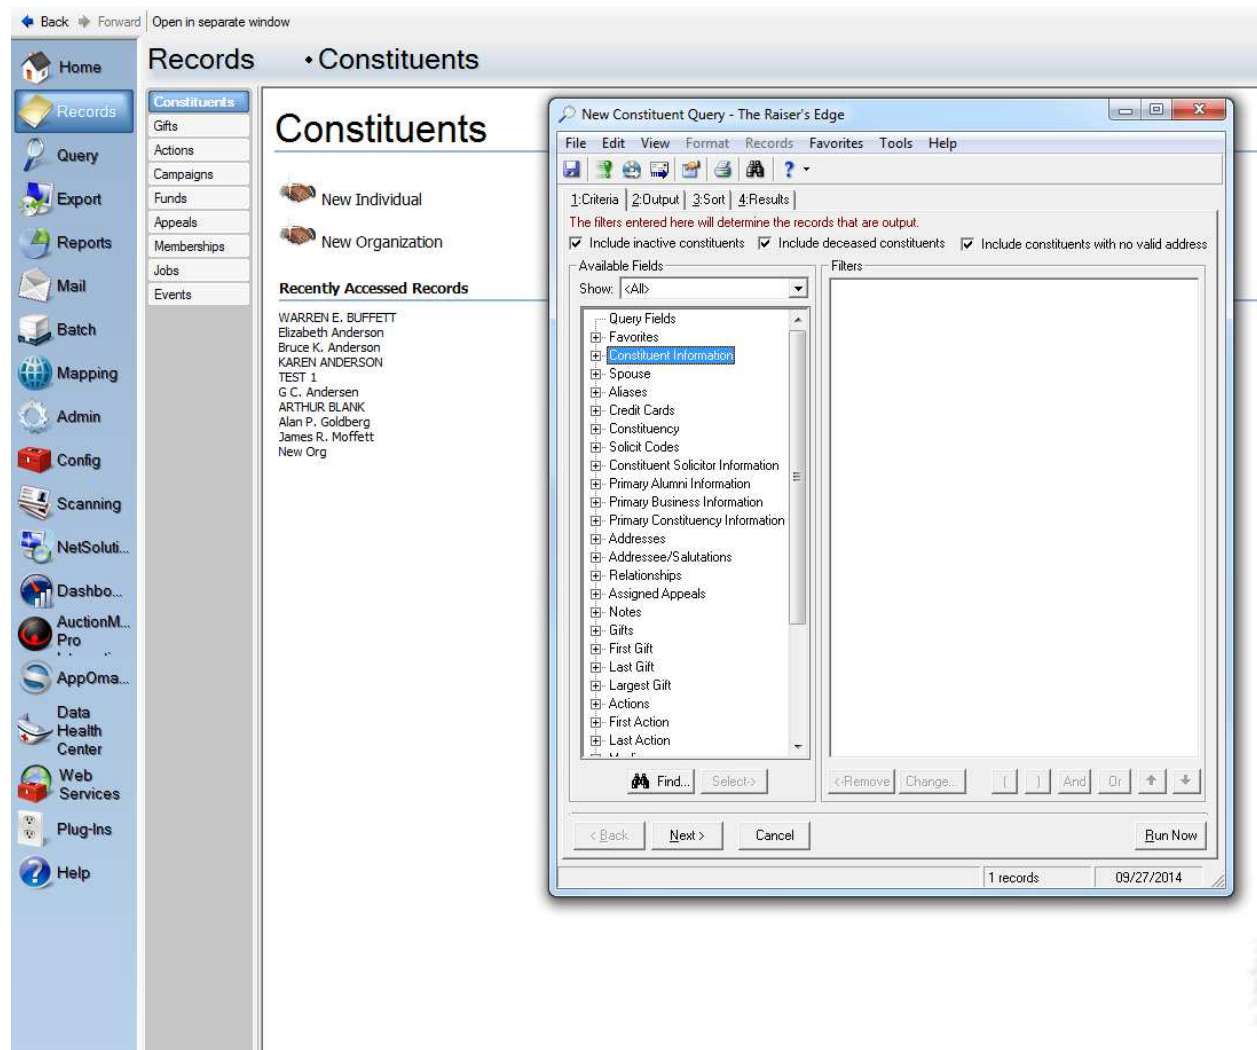 Back Forward Open in separate window
Records • Constituents
Home
Records
Query
Export
Reports
Mail
Batch
Mapping
Admin
Config
Scanning
NetSoluti...
Dashbo...
AuctionM...
Pro
AppOma...
Data
Health
Center
Web
Services
Plug-Ins
Help
Constituents
Gifts
Actions
Campaigns
Funds
Appeals
Memberships
Jobs
Events
Constituents
New Individual
New Organization
Recently Accessed Records
WARREN E. BUFFETT
Elizabeth Anderson
Bruce K. Anderson
KAREN ANDERSON
TEST 1
G C. Andersen
ARTHUR BLANK
Alan P. Goldberg
James R. Moffett
New Org
New Constituent Query - The Raiser's Edge
File Edit View Format Records Favorites Tools Help
1:Criteria 2:Output 3:Sort 4:Results
The filters entered here will determine the records that are output.
Include inactive constituents Include deceased constituents Include constituents with no valid address
Available Fields
Show: <All>
Query Fields
Favorites
Constituent Information
Spouse
Aliases
Credit Cards
Constituency
Solicit Codes
Constituent Solicitor Information
Primary Alumni Information
Primary Business Information
Primary Constituency Information
Addresses
Addressee/Salutations
Relationships
Assigned Appeals
Notes
Gifts
First Gift
Last Gift
Largest Gift
Actions
First Action
Last Action
Find... Select->
Filters
<-Remove Change... ( ) And Or
< Back Next > Cancel Run Now
1 records 09/27/2014